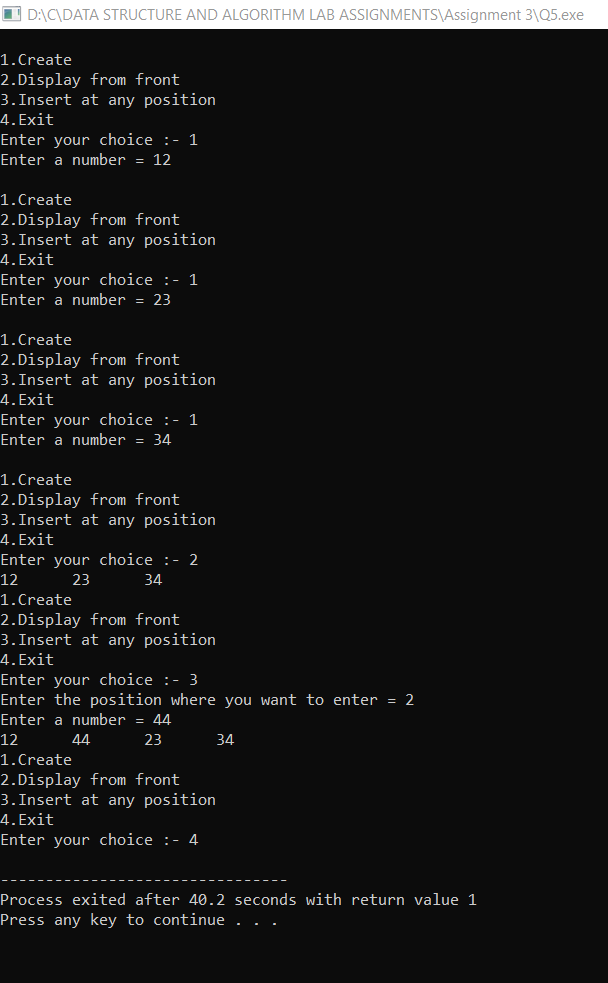 D:\C\DATA STRUCTURE AND ALGORITHM LAB ASSIGNMENTS\Assignment 3\Q5.exe
1.Create
2.Display from front
3.Insert at any position
4.Exit
Enter your choice :- 1
Enter a number = 12
1.Create
2.Display from front
3.Insert at any position
4.Exit
Enter your choice :- 1
Enter a number = 23
1.Create
2.Display from front
3.Insert at any position
4.Exit
Enter your choice :- 1
Enter a number = 34
1.Create
2.Display from front
3.Insert at any position
4.Exit
Enter your choice :- 2
12      23      34
1.Create
2.Display from front
3.Insert at any position
4.Exit
Enter your choice :- 3
Enter the position where you want to enter = 2
Enter a number = 44
12      44      23      34
1.Create
2.Display from front
3.Insert at any position
4.Exit
Enter your choice :- 4
--------------------------------
Process exited after 40.2 seconds with return value 1
Press any key to continue . . .